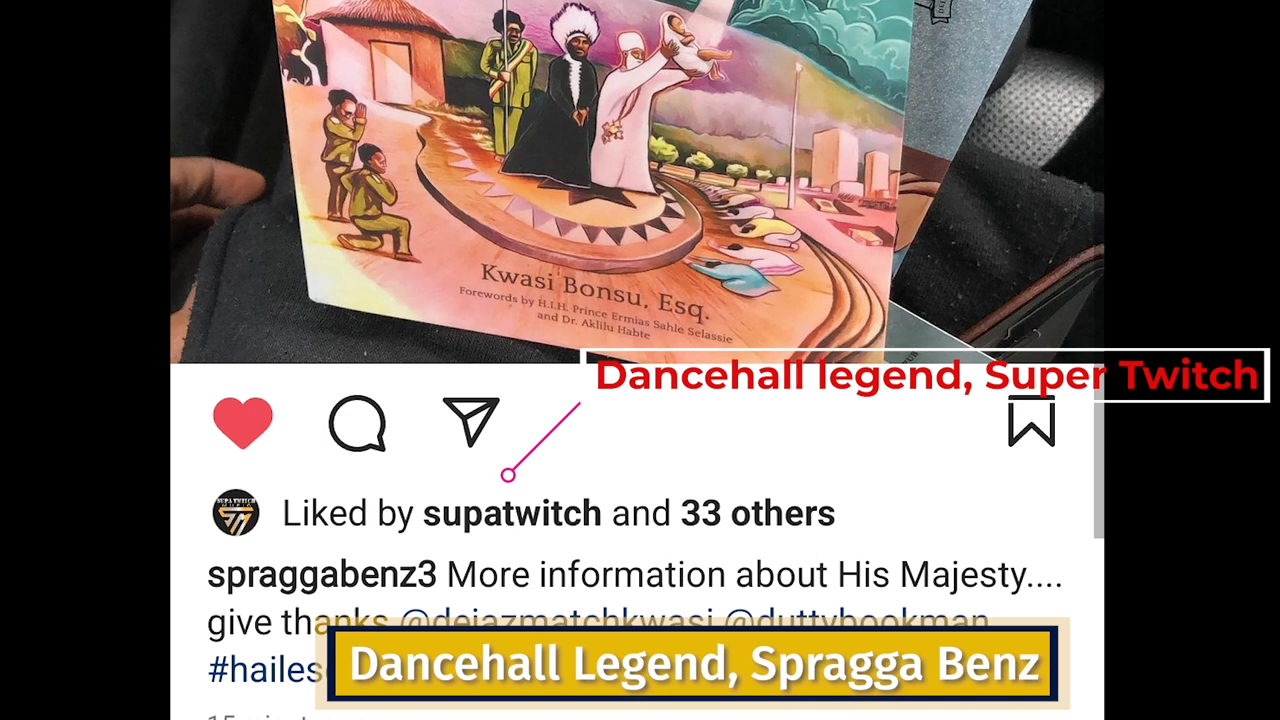 Kwasi Bonsu, Esq.
Forewords by H.I.H. Prince Ermias Sahle Selassie
and Dr. Aklilu Habte
Dancehall legend, Super Twitch
Liked by supatwitch and 33 others
spraggabenz3 More information about His Majesty....
give thanks @dejazmatchkwasi @duttybookman
Dancehall Legend, Spragga Benz